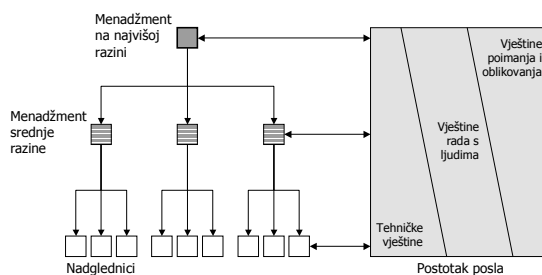 Menadžment
na najvišoj
razini
Vještine
poimanja i
oblikovanja
Menadžment
srednje
razine
Vještine
rada s
ljudima
Tehničke
vještine
Nadglednici
Postotak posla